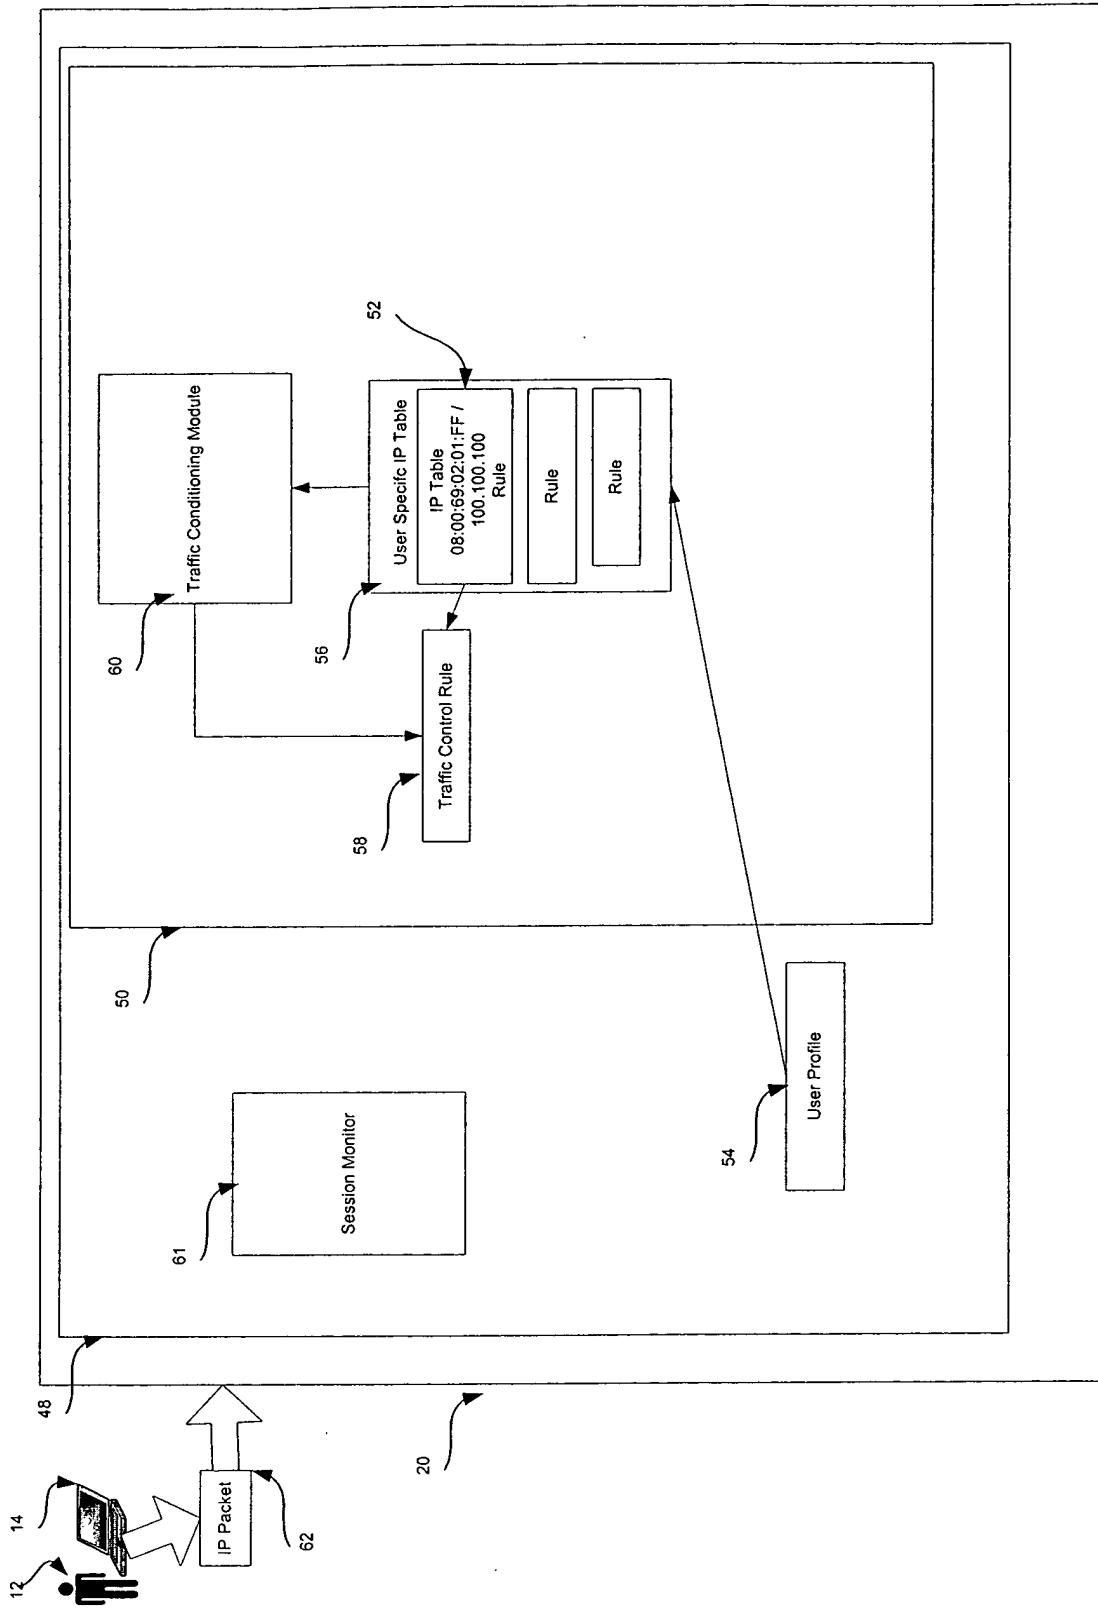 12
14
IP Packet
62
48
20
Session Monitor
61
User Profile
54
50
Traffic Conditioning Module
60
Traffic Control Rule
58
User Specifc IP Table
56
IP Table
08:00:69:02:01:FF /
100.100.100
Rule
52
Rule
Rule